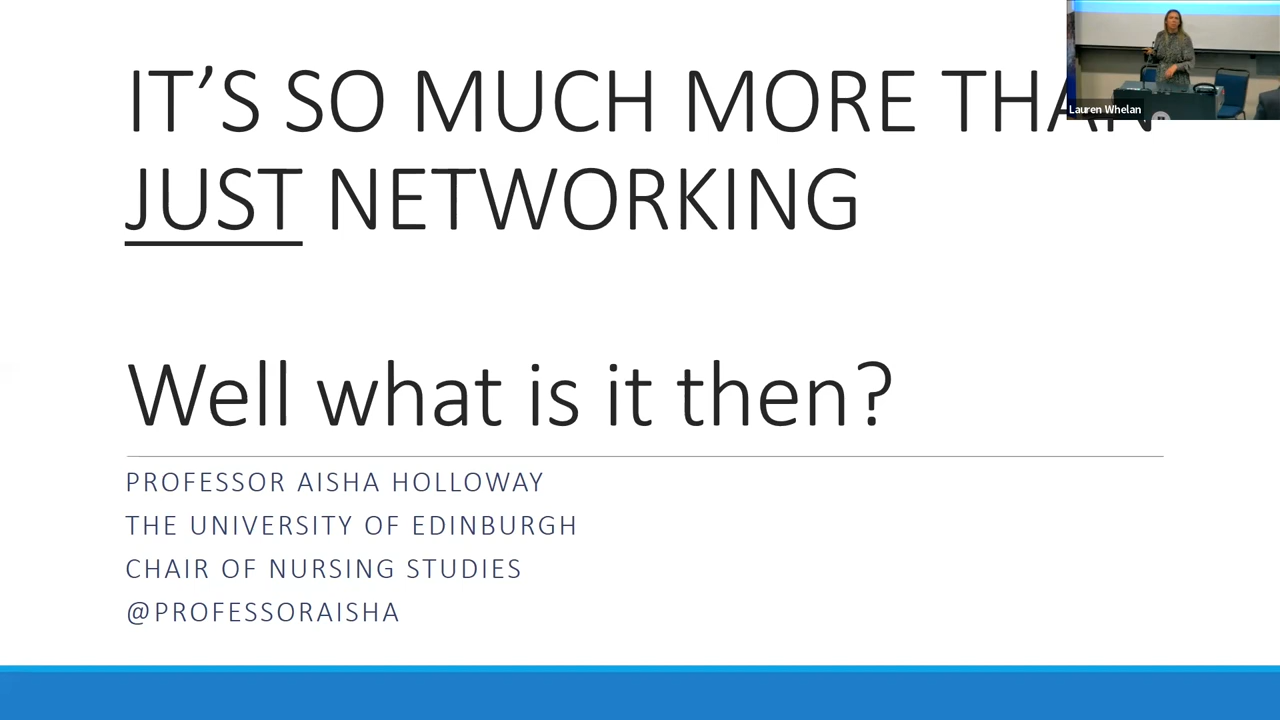 IT’S SO MUCH MORE THAN
JUST NETWORKING
Well what is it then?
PROFESSOR AISHA HOLLOWAY
THE UNIVERSITY OF EDINBURGH
CHAIR OF NURSING STUDIES
@PROFESSORAISHA
Lauren Whelan